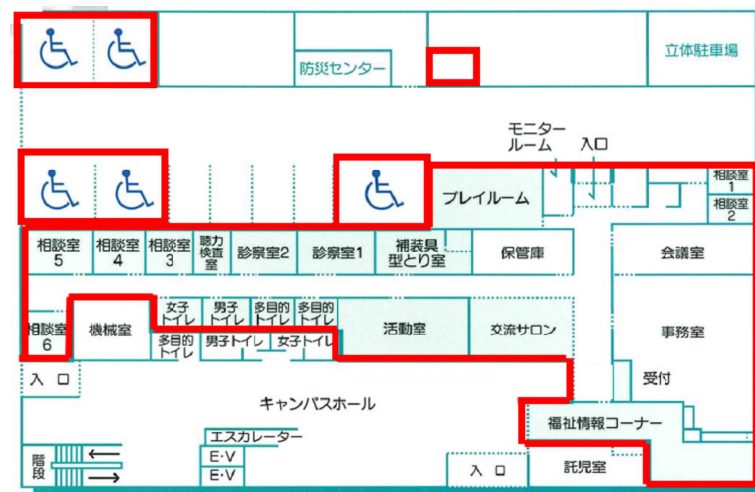 防災センター
立体駐車場
モニター
ルーム
入口
プレイルーム
相談室
1
相談室
2
相談室
5
相談室
4
相談室
3
聴力
検査
室
診察室2
診察室1
補装具
型とり室
保管庫
会議室
相談室
6
機械室
女子
トイレ
男子
トイレ
多目的
トイレ
多目的
トイレ
活動室
交流サロン
事務室
多目的
トイレ
男子トイレ
女子トイレ
入口
受付
キャンパスホール
福祉情報コーナー
エスカレーター
階段
E・V
E・V
入口
託児室